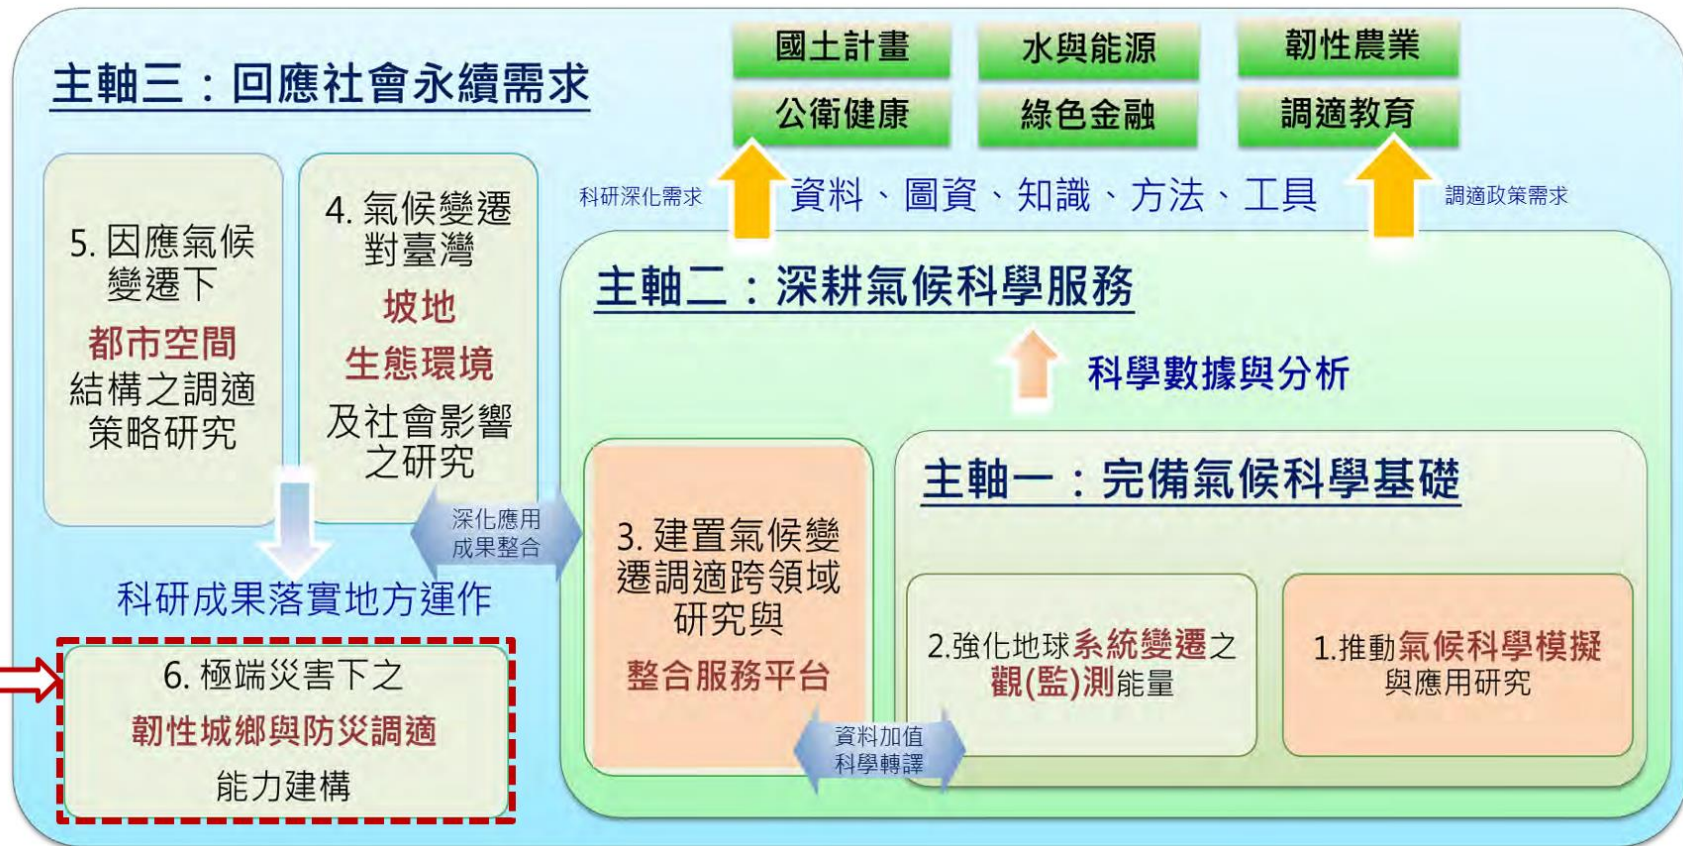 主軸三：回應社會永續需求
國土計畫
水與能源
韌性農業
公衛健康
綠色金融
調適教育
科研深化需求
資料、圖資、知識、方法、工具
調適政策需求
5. 因應氣候
變遷下
都市空間
結構之調適
策略研究
4. 氣候變遷
對臺灣
坡地
生態環境
及社會影響
之研究
深化應用
成果整合
科研成果落實地方運作
6. 極端災害下之
韌性城鄉與防災調適
能力建構
主軸二：深耕氣候科學服務
科學數據與分析
3. 建置氣候變
遷調適跨領域
研究與
整合服務平台
資料加值
科學轉譯
主軸一：完備氣候科學基礎
2.強化地球系統變遷之
觀(監)測能量
1.推動氣候科學模擬
與應用研究